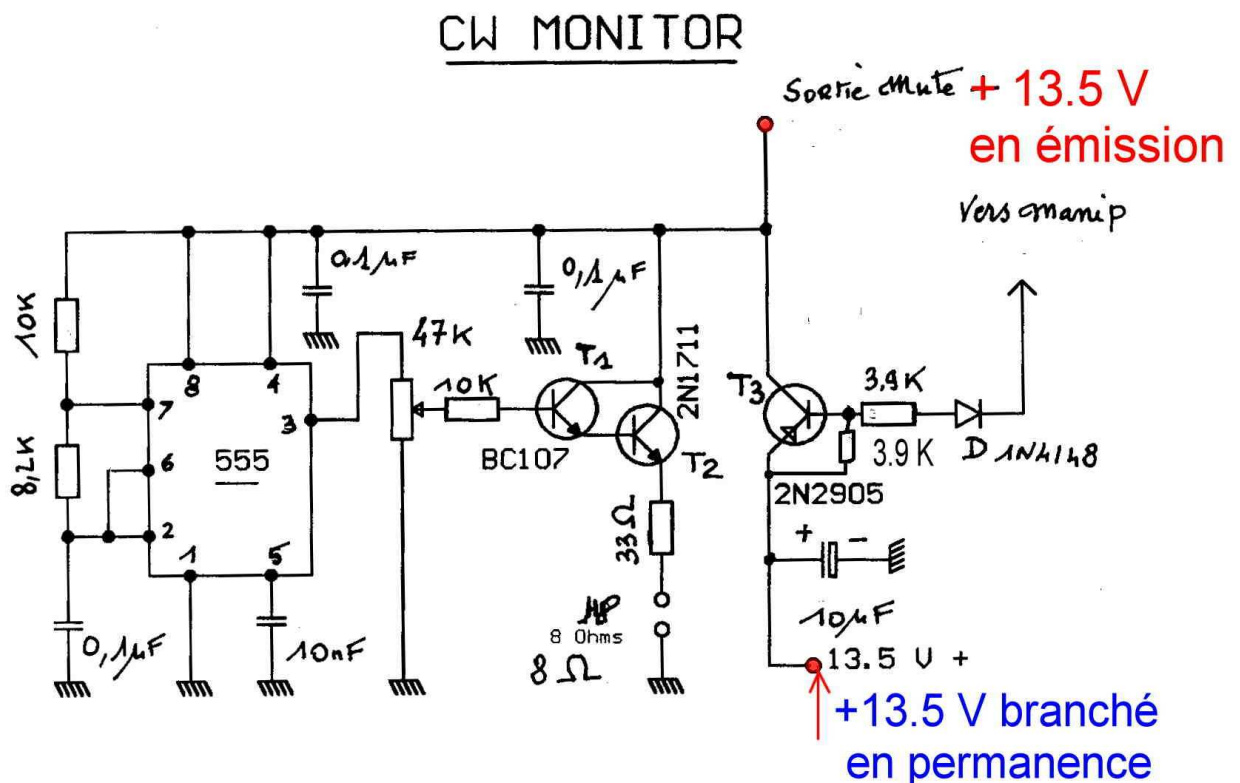 CW MONITOR
Sortie Mute + 13.5 V
en émission
Vers manip
0,1µF
0,1µF
10K
47K
T1
2N1711
8
4
7
3
10K
T3
3,9K
8,2K
6
555
BC107
T2
3.9K
D 1N4148
2
2N2905
1
5
33Ω
+
-
0,1µF
10nF
HP
8 Ohms
8 Ω
10µF
13.5 V +
+13.5 V branché
en permanence